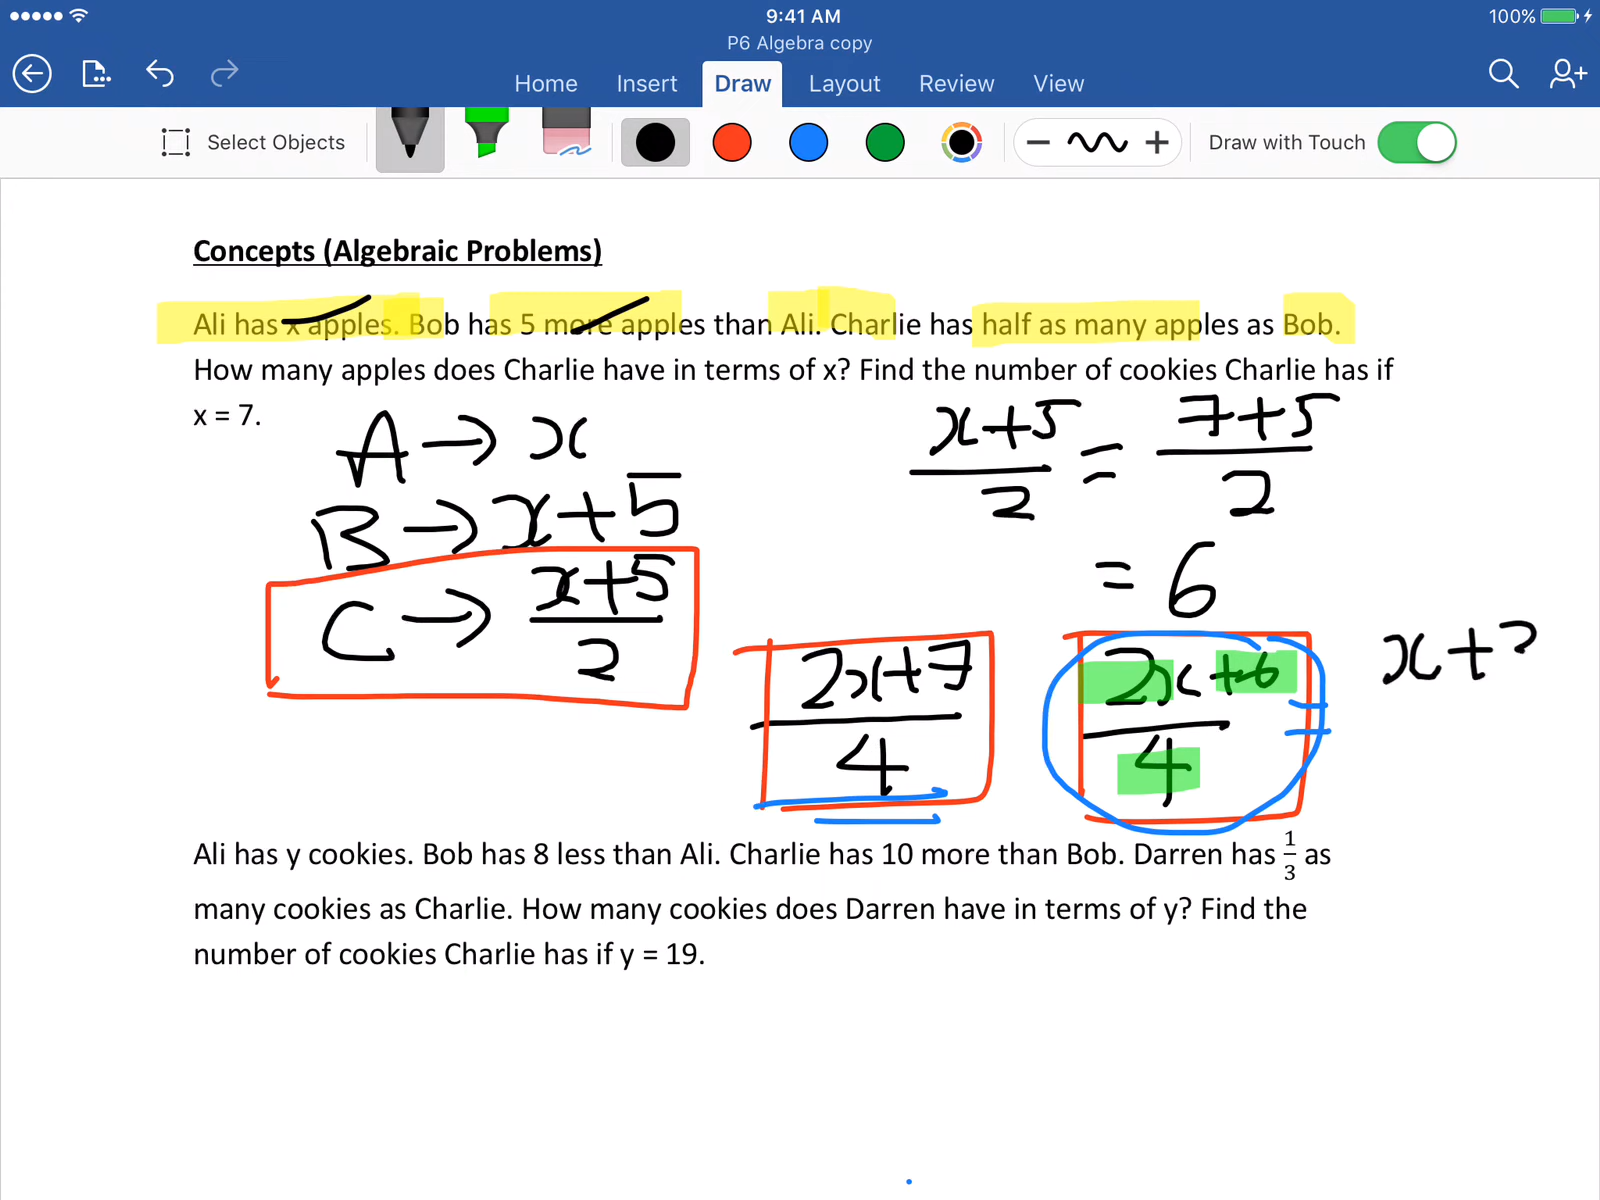 9:41 AM
100%
P6 Algebra copy
Home Insert Draw Layout Review View
Select Objects
Draw with Touch
Concepts (Algebraic Problems)
Ali has x apples. Bob has 5 more apples than Ali. Charlie has half as many apples as Bob.
How many apples does Charlie have in terms of x? Find the number of cookies Charlie has if
x = 7.
A → x
B → x+5
C → (x+5)/2
(x+5)/2 = (7+5)/2
= 6
(2x+7)/4
(2x+6)/4 =
x+3
Ali has y cookies. Bob has 8 less than Ali. Charlie has 10 more than Bob. Darren has 1/3 as
many cookies as Charlie. How many cookies does Darren have in terms of y? Find the
number of cookies Charlie has if y = 19.